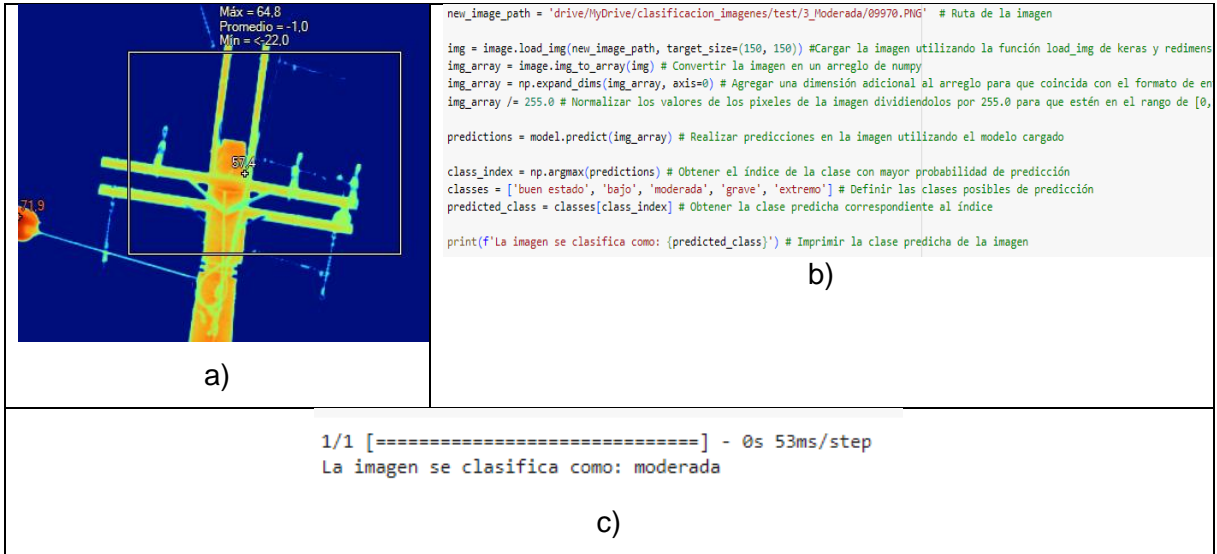 Máx = 64,8
Promedio = -1,0
Mín = <-22,0
57,4
71,9
a)
new_image_path = 'drive/MyDrive/clasificacion_imagenes/test/3_Moderada/09970.PNG' # Ruta de la imagen
img = image.load_img(new_image_path, target_size=(150, 150)) #Cargar la imagen utilizando la función load_img de keras y redimens
img_array = image.img_to_array(img) # Convertir la imagen en un arreglo de numpy
img_array = np.expand_dims(img_array, axis=0) # Agregar una dimensión adicional al arreglo para que coincida con el formato de en
img_array /= 255.0 # Normalizar los valores de los pixeles de la imagen dividiendolos por 255.0 para que estén en el rango de [0,
predictions = model.predict(img_array) # Realizar predicciones en la imagen utilizando el modelo cargado
class_index = np.argmax(predictions) # Obtener el índice de la clase con mayor probabilidad de predicción
classes = ['buen estado', 'bajo', 'moderada', 'grave', 'extremo'] # Definir las clases posibles de predicción
predicted_class = classes[class_index] # Obtener la clase predicha correspondiente al índice
print(f'La imagen se clasifica como: {predicted_class}') # Imprimir la clase predicha de la imagen
b)
1/1 [==============================] - 0s 53ms/step
La imagen se clasifica como: moderada
c)